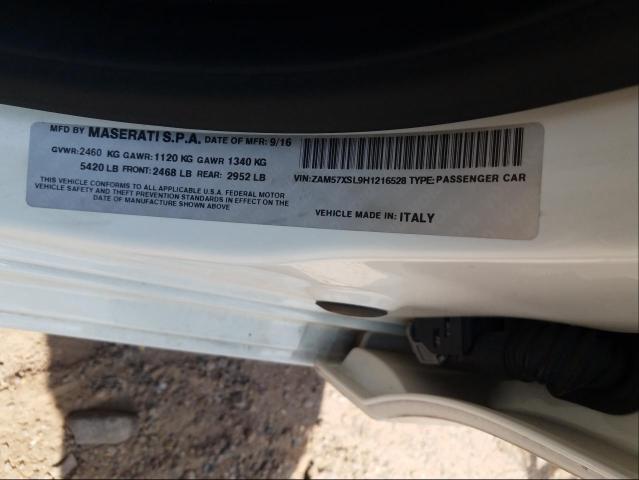 MFD BY MASERATI S.P.A. DATE OF MFR: 9/16
GVWR: 2460 KG GAWR: 1120 KG GAWR 1340 KG
5420 LB FRONT: 2468 LB REAR: 2952 LB
THIS VEHICLE CONFORMS TO ALL APPLICABLE U.S.A. FEDERAL MOTOR
VEHICLE SAFETY AND THEFT PREVENTION STANDARDS IN EFFECT ON THE
DATE OF MANUFACTURE SHOWN ABOVE
VIN: ZAM57XSL9H1216528 TYPE: PASSENGER CAR
VEHICLE MADE IN: ITALY